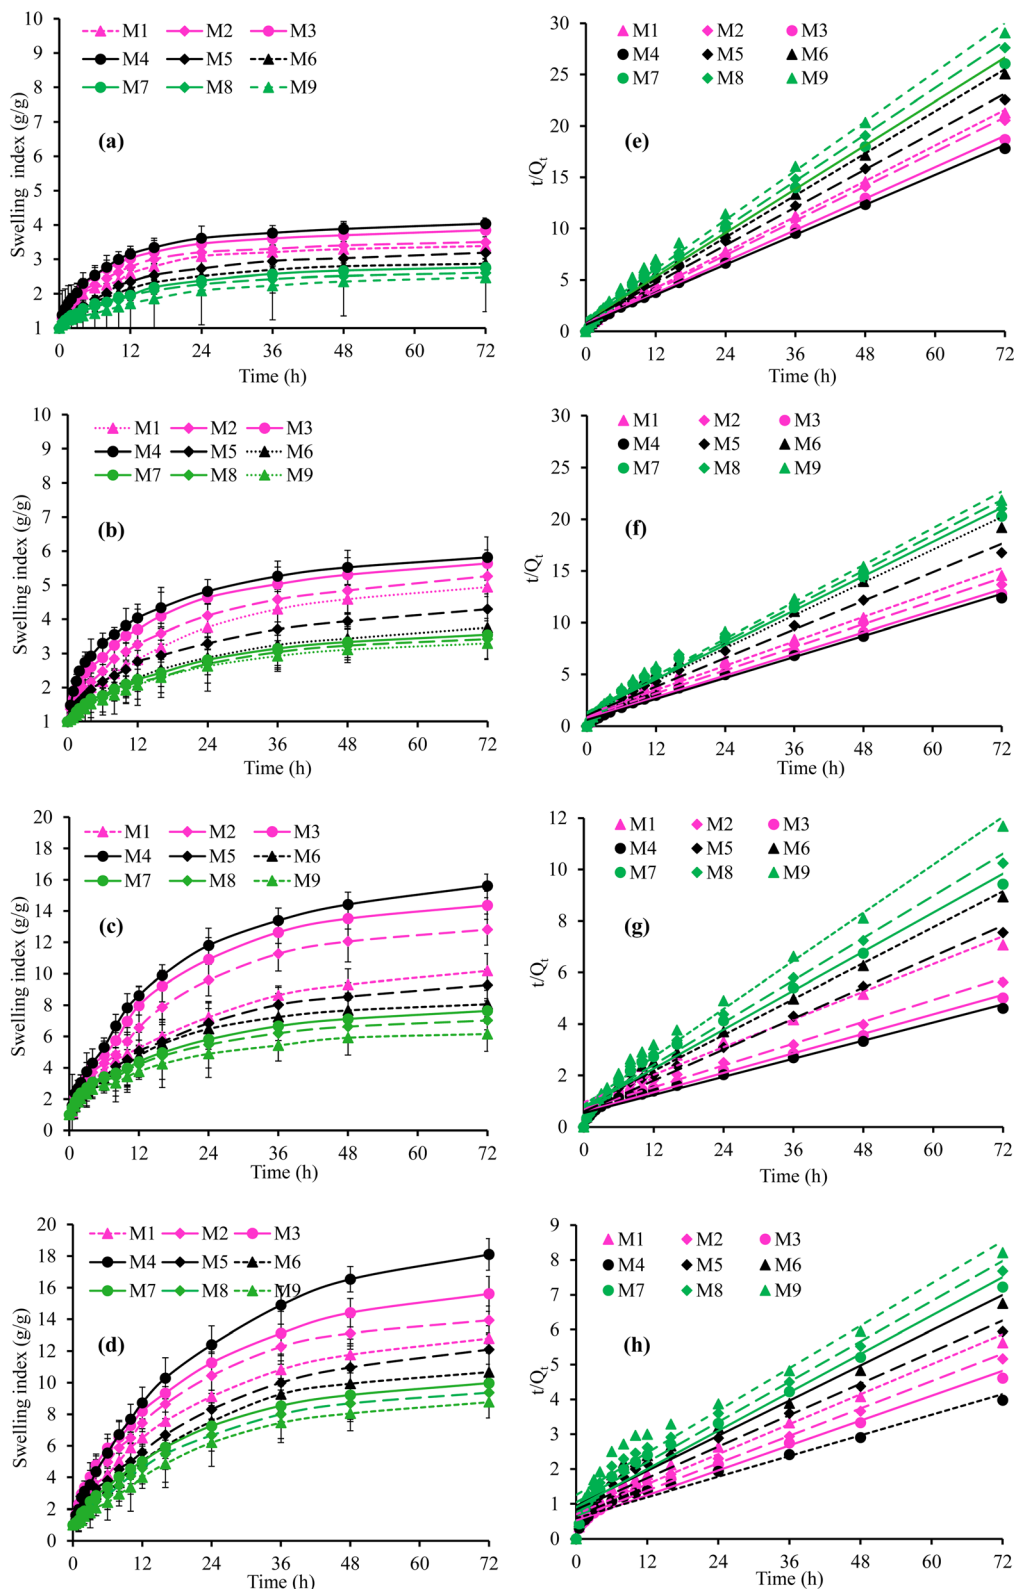 M1 M2 M3
M4 M5 M6
M7 M8 M9
(a)
Swelling index (g/g)
10
9
8
7
6
5
4
3
2
1
0 12 24 36 48 60 72
Time (h)
M1 M2 M3
M4 M5 M6
M7 M8 M9
(e)
t/Qt
30
25
20
15
10
5
0
0 12 24 36 48 60 72
Time (h)
M1 M2 M3
M4 M5 M6
M7 M8 M9
(b)
Swelling index (g/g)
10
9
8
7
6
5
4
3
2
1
0 12 24 36 48 60 72
Time (h)
M1 M2 M3
M4 M5 M6
M7 M8 M9
(f)
t/Qt
30
25
20
15
10
5
0
0 12 24 36 48 60 72
Time (h)
M1 M2 M3
M4 M5 M6
M7 M8 M9
(c)
Swelling index (g/g)
20
18
16
14
12
10
8
6
4
2
0
0 12 24 36 48 60 72
Time (h)
M1 M2 M3
M4 M5 M6
M7 M8 M9
(g)
t/Qt
12
10
8
6
4
2
0
0 12 24 36 48 60 72
Time (h)
M1 M2 M3
M4 M5 M6
M7 M8 M9
(d)
Swelling index (g/g)
20
18
16
14
12
10
8
6
4
2
0
0 12 24 36 48 60 72
Time (h)
M1 M2 M3
M4 M5 M6
M7 M8 M9
(h)
t/Qt
9
8
7
6
5
4
3
2
1
0
0 12 24 36 48 60 72
Time (h)